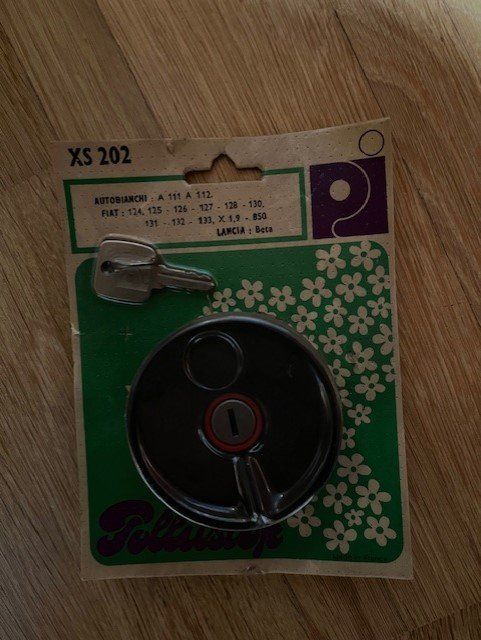 XS 202
AUTOBIANCHI : A 111 A 112.
FIAT : 124, 125 - 126 - 127 - 128 - 130,
131 - 132 - 133, X 1,9 - 850
LANCIA : Beta